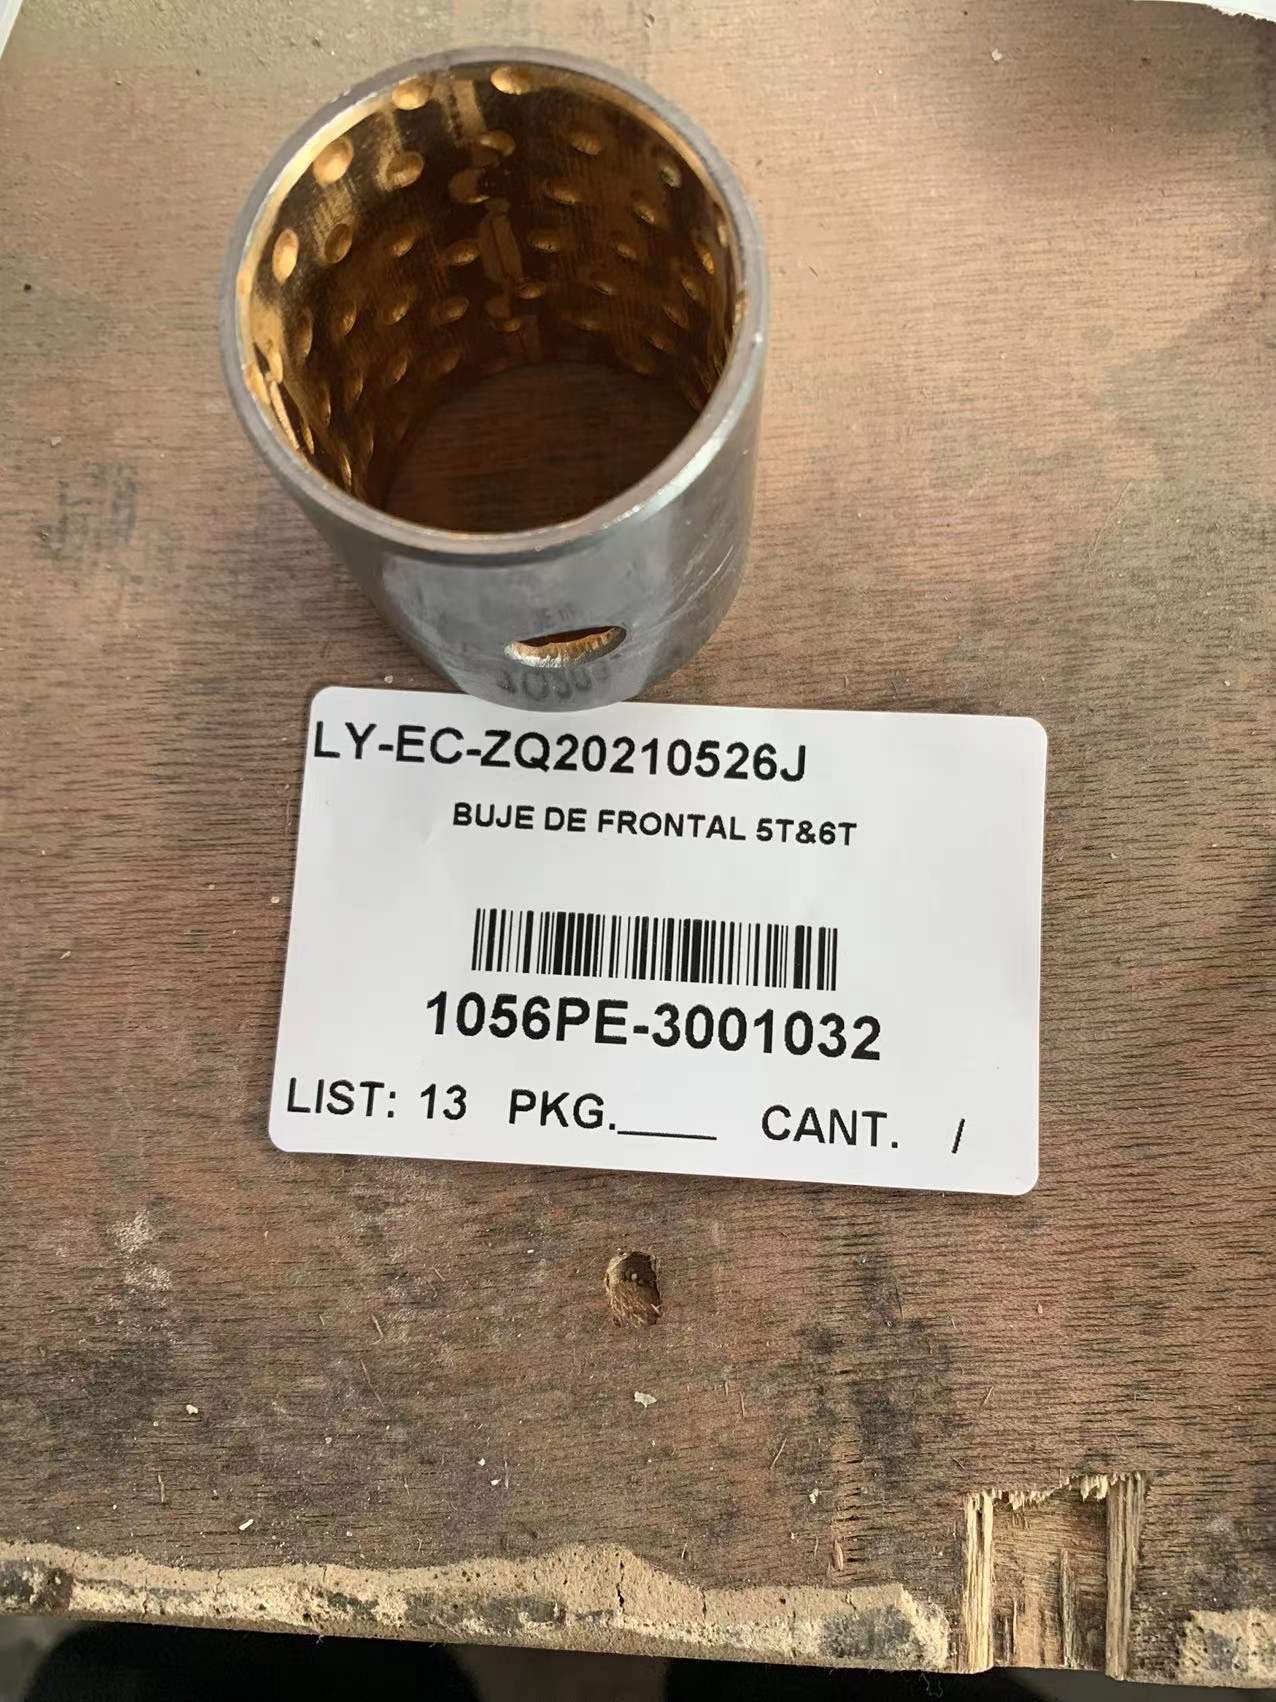 LY-EC-ZQ20210526J
BUJE DE FRONTAL 5T&6T
1056PE-3001032
LIST: 13 PKG.____ CANT. /